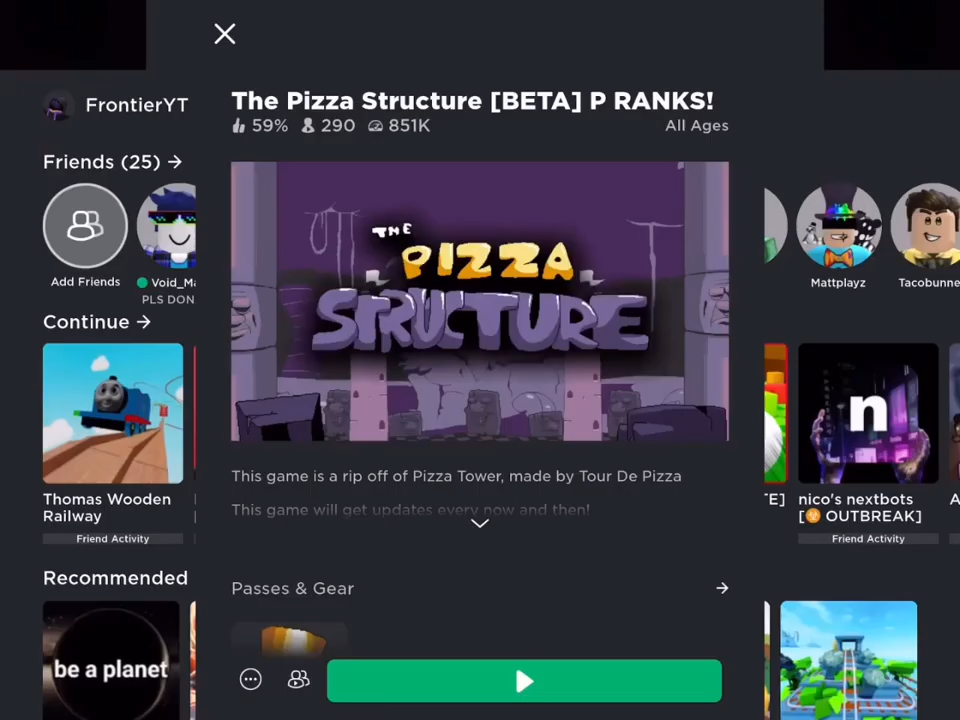 The Pizza Structure [BETA] P RANKS!
59% 290 851K
All Ages
FrontierYT
Friends (25) →
Add Friends
Void_Ma
PLS DON
Mattplayz
Tacobunne
THE
PIZZA
STRUCTURE
Continue →
be a planet
n
Thomas Wooden
Railway
Friend Activity
TE]
nico's nextbots
[ OUTBREAK]
Friend Activity
This game is a rip off of Pizza Tower, made by Tour De Pizza
This game will get updates every now and then!
Recommended
Passes & Gear →